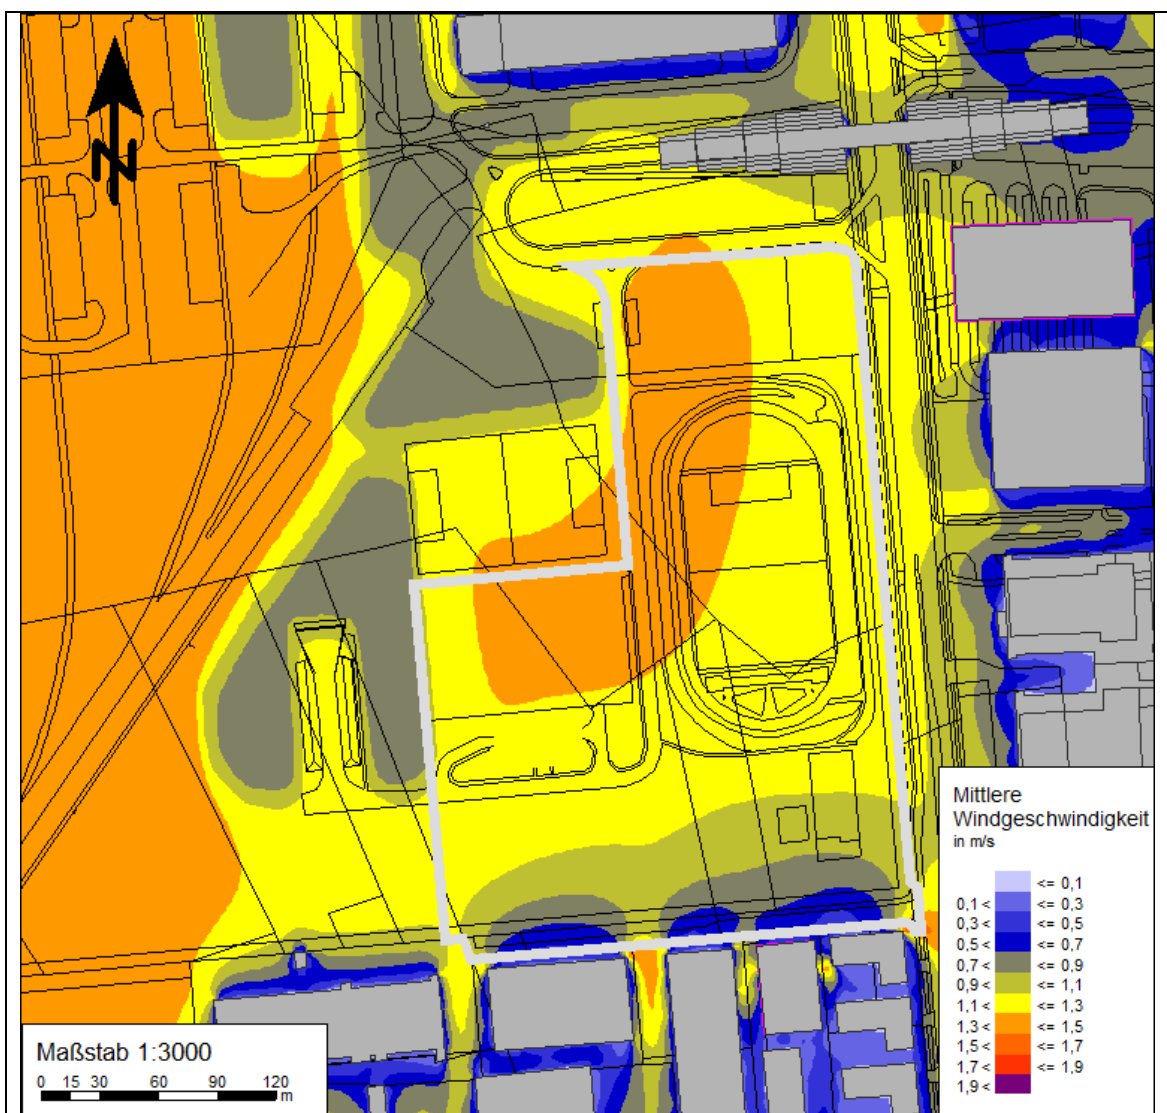 N
Mittlere
Windgeschwindigkeit
in m/s
<= 0,1
0,1 < <= 0,3
0,3 < <= 0,5
0,5 < <= 0,7
0,7 < <= 0,9
0,9 < <= 1,1
1,1 < <= 1,3
1,3 < <= 1,5
1,5 < <= 1,7
1,7 < <= 1,9
1,9 <
Maßstab 1:3000
0 15 30 60 90 120
m